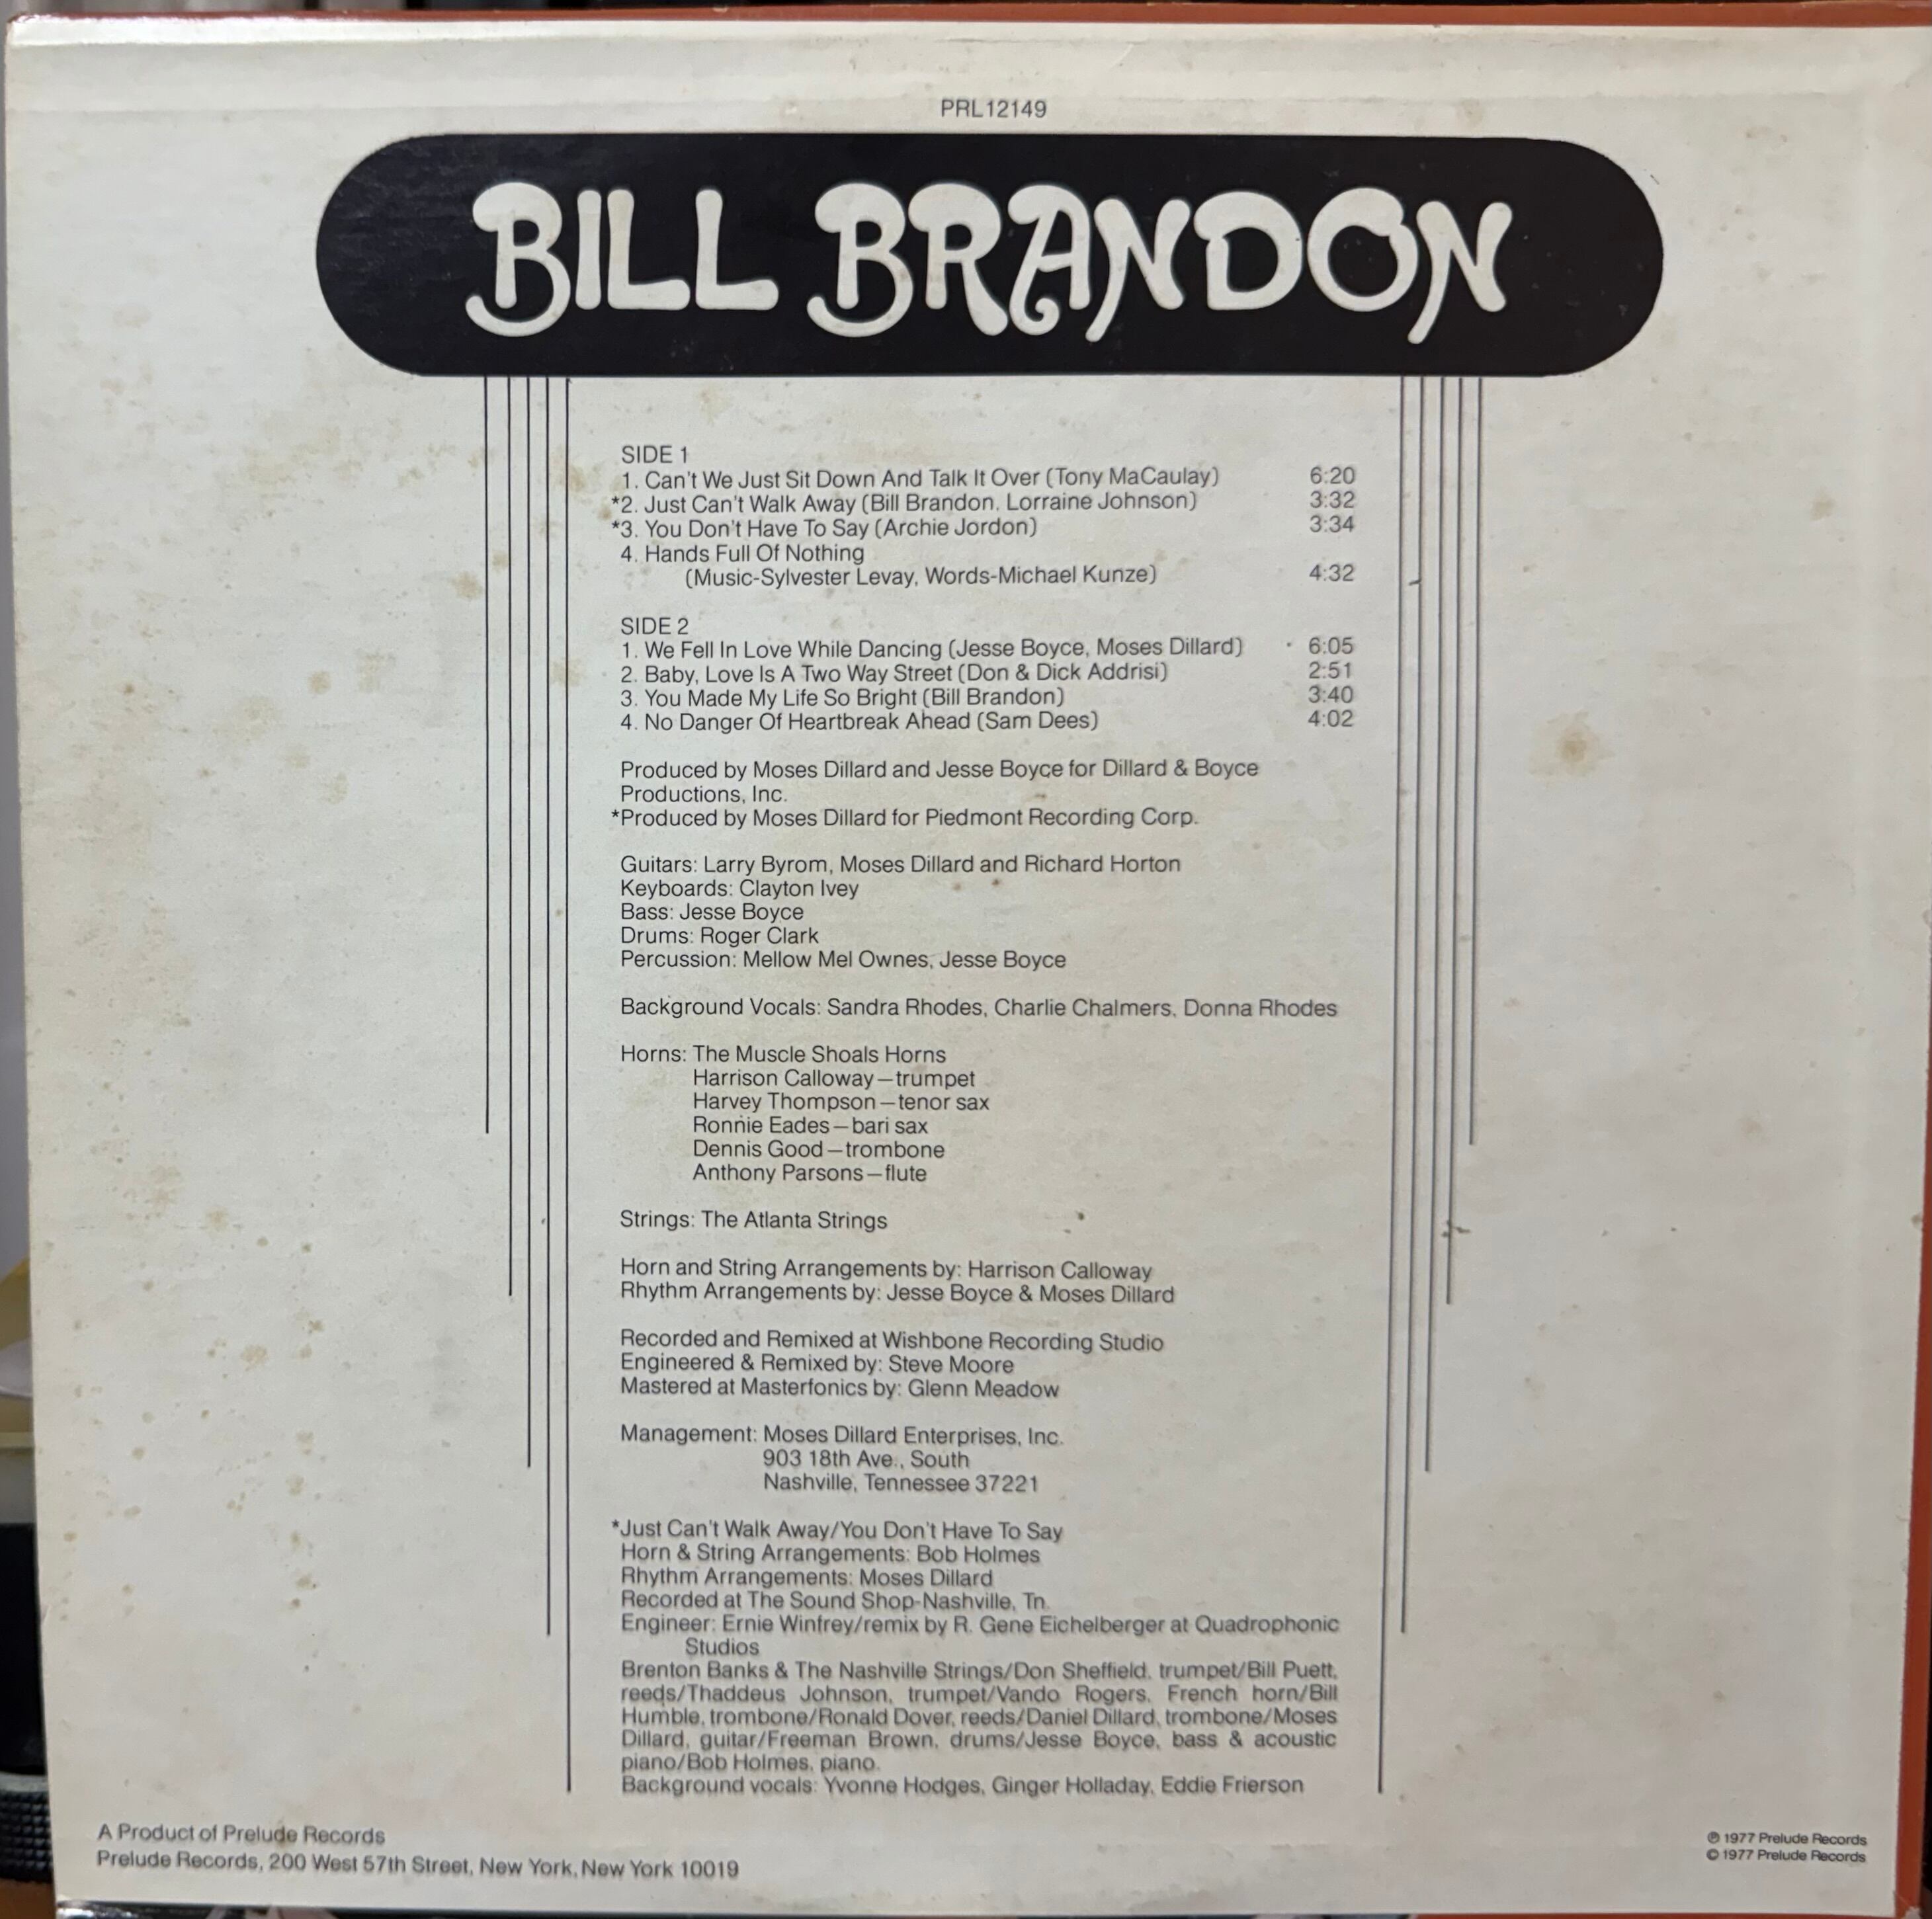 PRL12149
BILL BRANDON
SIDE 1
1. Can't We Just Sit Down And Talk It Over (Tony MaCaulay) 6:20
*2. Just Can't Walk Away (Bill Brandon, Lorraine Johnson) 3:32
*3. You Don't Have To Say (Archie Jordon) 3:34
4. Hands Full Of Nothing
(Music-Sylvester Levay, Words-Michael Kunze) 4:32
SIDE 2
1. We Fell In Love While Dancing (Jesse Boyce, Moses Dillard) 6:05
2. Baby, Love Is A Two Way Street (Don & Dick Addrisi) 2:51
3. You Made My Life So Bright (Bill Brandon) 3:40
4. No Danger Of Heartbreak Ahead (Sam Dees) 4:02
Produced by Moses Dillard and Jesse Boyce for Dillard & Boyce
Productions, Inc.
*Produced by Moses Dillard for Piedmont Recording Corp.
Guitars: Larry Byrom, Moses Dillard and Richard Horton
Keyboards: Clayton Ivey
Bass: Jesse Boyce
Drums: Roger Clark
Percussion: Mellow Mel Ownes, Jesse Boyce
Background Vocals: Sandra Rhodes, Charlie Chalmers, Donna Rhodes
Horns: The Muscle Shoals Horns
Harrison Calloway—trumpet
Harvey Thompson—tenor sax
Ronnie Eades—bari sax
Dennis Good—trombone
Anthony Parsons—flute
Strings: The Atlanta Strings
Horn and String Arrangements by: Harrison Calloway
Rhythm Arrangements by: Jesse Boyce & Moses Dillard
Recorded and Remixed at Wishbone Recording Studio
Engineered & Remixed by: Steve Moore
Mastered at Masterfonics by: Glenn Meadow
Management: Moses Dillard Enterprises, Inc.
903 18th Ave., South
Nashville, Tennessee 37221
*Just Can't Walk Away/You Don't Have To Say
Horn & String Arrangements: Bob Holmes
Rhythm Arrangements: Moses Dillard
Recorded at The Sound Shop-Nashville, Tn.
Engineer: Ernie Winfrey/remix by R. Gene Eichelberger at Quadrophonic
Studios
Brenton Banks & The Nashville Strings/Don Sheffield, trumpet/Bill Puett,
reeds/Thaddeus Johnson, trumpet/Vando Rogers, French horn/Bill
Humble, trombone/Ronald Dover, reeds/Daniel Dillard, trombone/Moses
Dillard, guitar/Freeman Brown, drums/Jesse Boyce, bass & acoustic
piano/Bob Holmes, piano.
Background vocals: Yvonne Hodges, Ginger Holladay, Eddie Frierson
A Product of Prelude Records
Prelude Records, 200 West 57th Street, New York, New York 10019
℗ 1977 Prelude Records
© 1977 Prelude Records